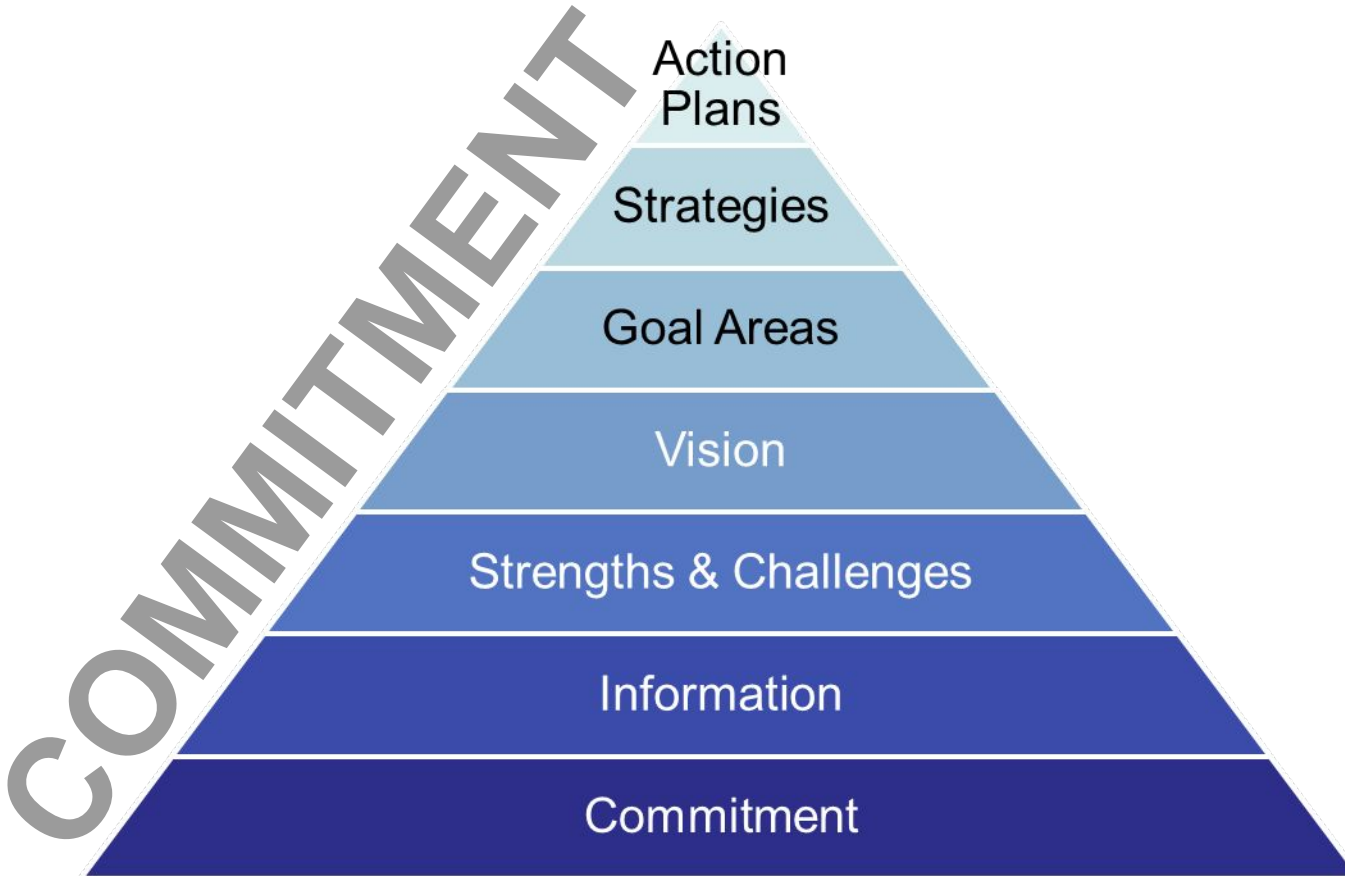 COMMITMENT
Action
Plans
Strategies
Goal Areas
Vision
Strengths & Challenges
Information
Commitment